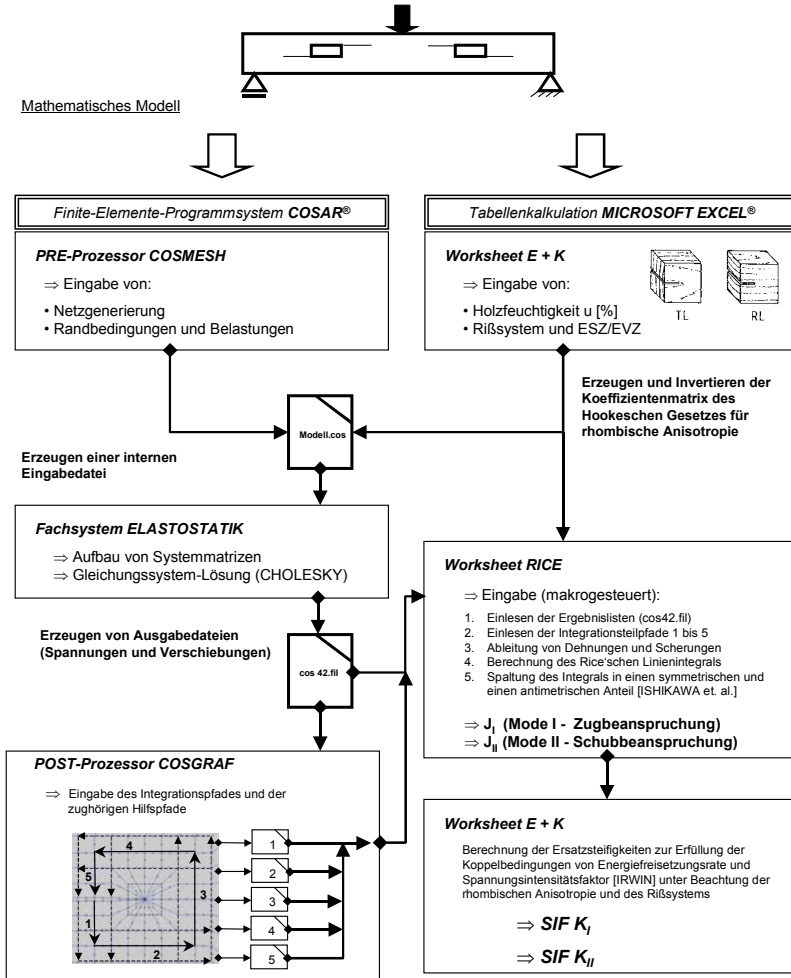 Mathematisches Modell
Finite-Elemente-Programmsystem COSAR®
PRE-Prozessor COSMESH
⇒ Eingabe von:
• Netzgenerierung
• Randbedingungen und Belastungen
Tabellenkalkulation MICROSOFT EXCEL®
Worksheet E + K
⇒ Eingabe von:
• Holzfeuchtigkeit u [%]
• Rißsystem und ESZ/EVZ
TL
RL
Erzeugen und Invertieren der
Koeffizientenmatrix des
Hookeschen Gesetzes für
rhombische Anisotropie
Modell.cos
Erzeugen einer internen
Eingabedatei
Fachsystem ELASTOSTATIK
⇒ Aufbau von Systemmatrizen
⇒ Gleichungssystem-Lösung (CHOLESKY)
Erzeugen von Ausgabedateien
(Spannungen und Verschiebungen)
cos 42.fil
Worksheet RICE
⇒ Eingabe (makrogesteuert):
1. Einlesen der Ergebnislisten (cos42.fil)
2. Einlesen der Integrationsteilpfade 1 bis 5
3. Ableitung von Dehnungen und Scherungen
4. Berechnung des Rice'schen Linienintegrals
5. Spaltung des Integrals in einen symmetrischen und
einen antimetrischen Anteil [ISHIKAWA et. al.]
⇒ J_I (Mode I - Zugbeanspruchung)
⇒ J_II (Mode II - Schubbeanspruchung)
POST-Prozessor COSGRAF
⇒ Eingabe des Integrationspfades und der
zughörigen Hilfspfade
4
5
3
1
2
1
2
3
4
5
Worksheet E + K
Berechnung der Ersatzsteifigkeiten zur Erfüllung der
Koppelbedingungen von Energiefreisetzungsrate und
Spannungsintensitätsfaktor [IRWIN] unter Beachtung der
rhombischen Anisotropie und des Rißsystems
⇒ SIF K_I
⇒ SIF K_II